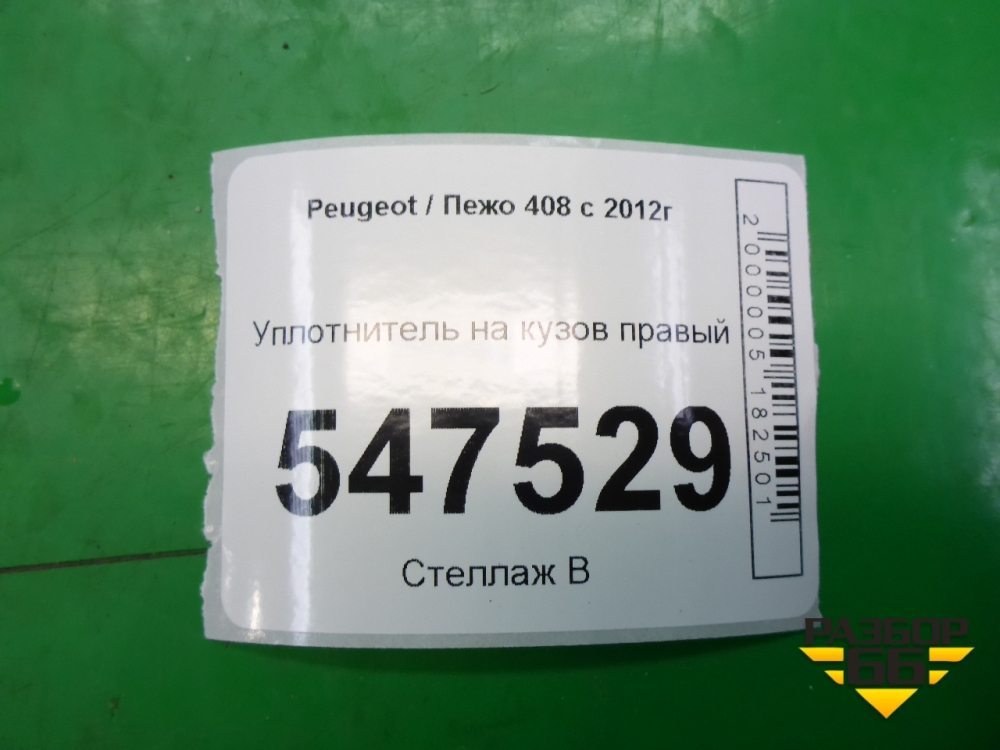 Peugeot / Пежо 408 с 2012г
Уплотнитель на кузов правый
547529
Стеллаж В
2000005182501
РАЗБОР
66